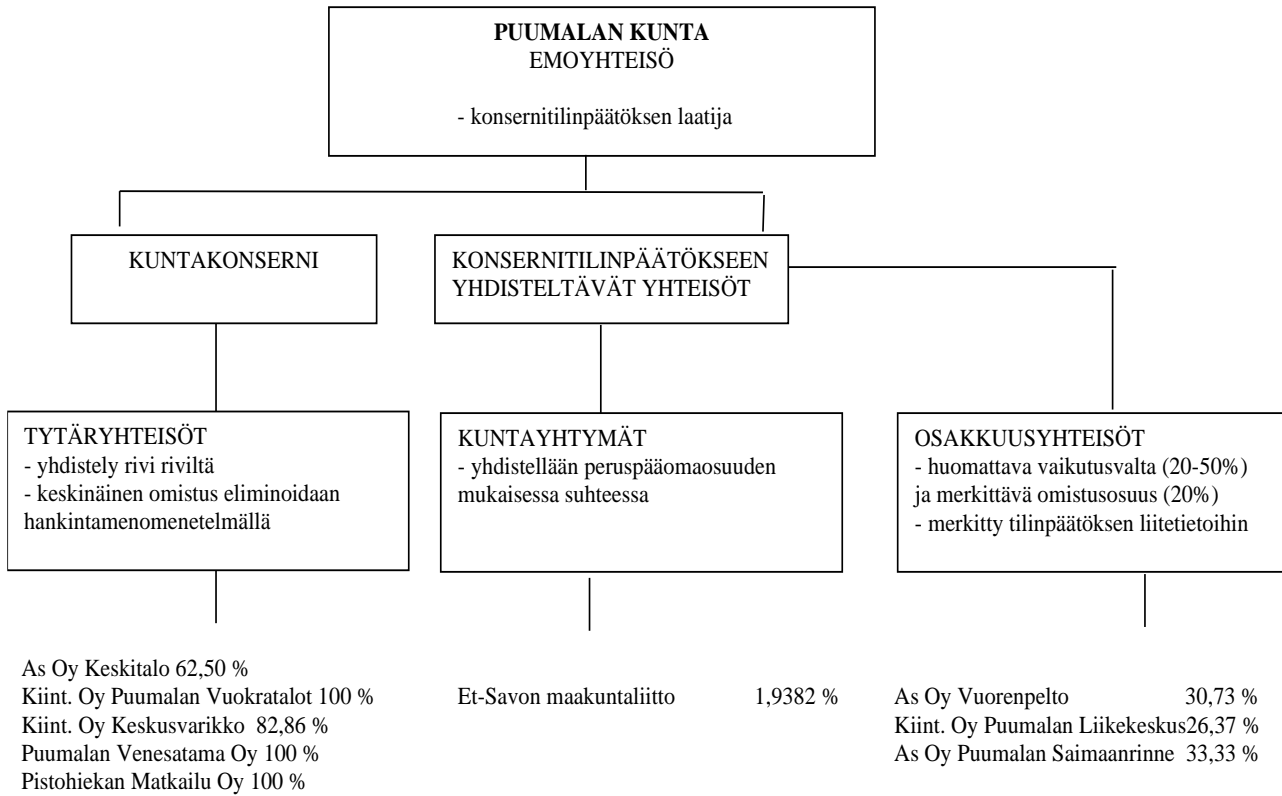 PUUMALAN KUNTA
EMOYHTEISÖ
- konsernitilinpäätöksen laatija
KUNTAKONSERNI
KONSERNITILINPÄÄTÖKSEEN
YHDISTELTÄVÄT YHTEISÖT
TYTÄRYHTEISÖT
- yhdistely rivi riviltä
- keskinäinen omistus eliminoidaan
hankintamenomenetelmällä
KUNTAYHTYMÄT
- yhdistellään peruspääomaosuuden
mukaisessa suhteessa
OSAKKUUSYHTEISÖT
- huomattava vaikutusvalta (20-50%)
ja merkittävä omistusosuus (20%)
- merkitty tilinpäätöksen liitetietoihin
As Oy Keskitalo 62,50 %
Kiint. Oy Puumalan Vuokratalot 100 %
Kiint. Oy Keskusvarikko 82,86 %
Puumalan Venesatama Oy 100 %
Pistohiekan Matkailu Oy 100 %
Et-Savon maakuntaliitto 1,9382 %
As Oy Vuorenpelto 30,73 %
Kiint. Oy Puumalan Liikekeskus26,37 %
As Oy Puumalan Saimaanrinne 33,33 %